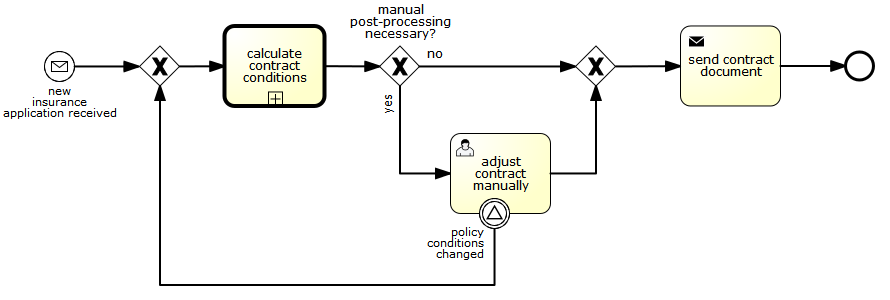 manual
post-processing
necessary?
calculate
contract
conditions
no
send contract
document
new
insurance
application received
yes
adjust
contract
manually
policy
conditions
changed